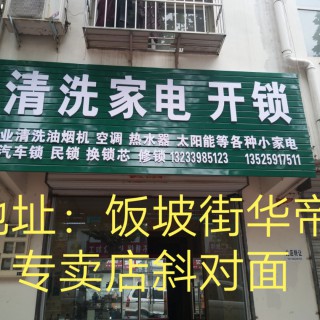 清洗家电 开锁
业清洗油烟机 空调 热水器 太阳能等各种小家电
汽车锁 民锁 换锁芯 修锁 13233985123 13525917511
地址：饭坡街华帝
专卖店斜对面